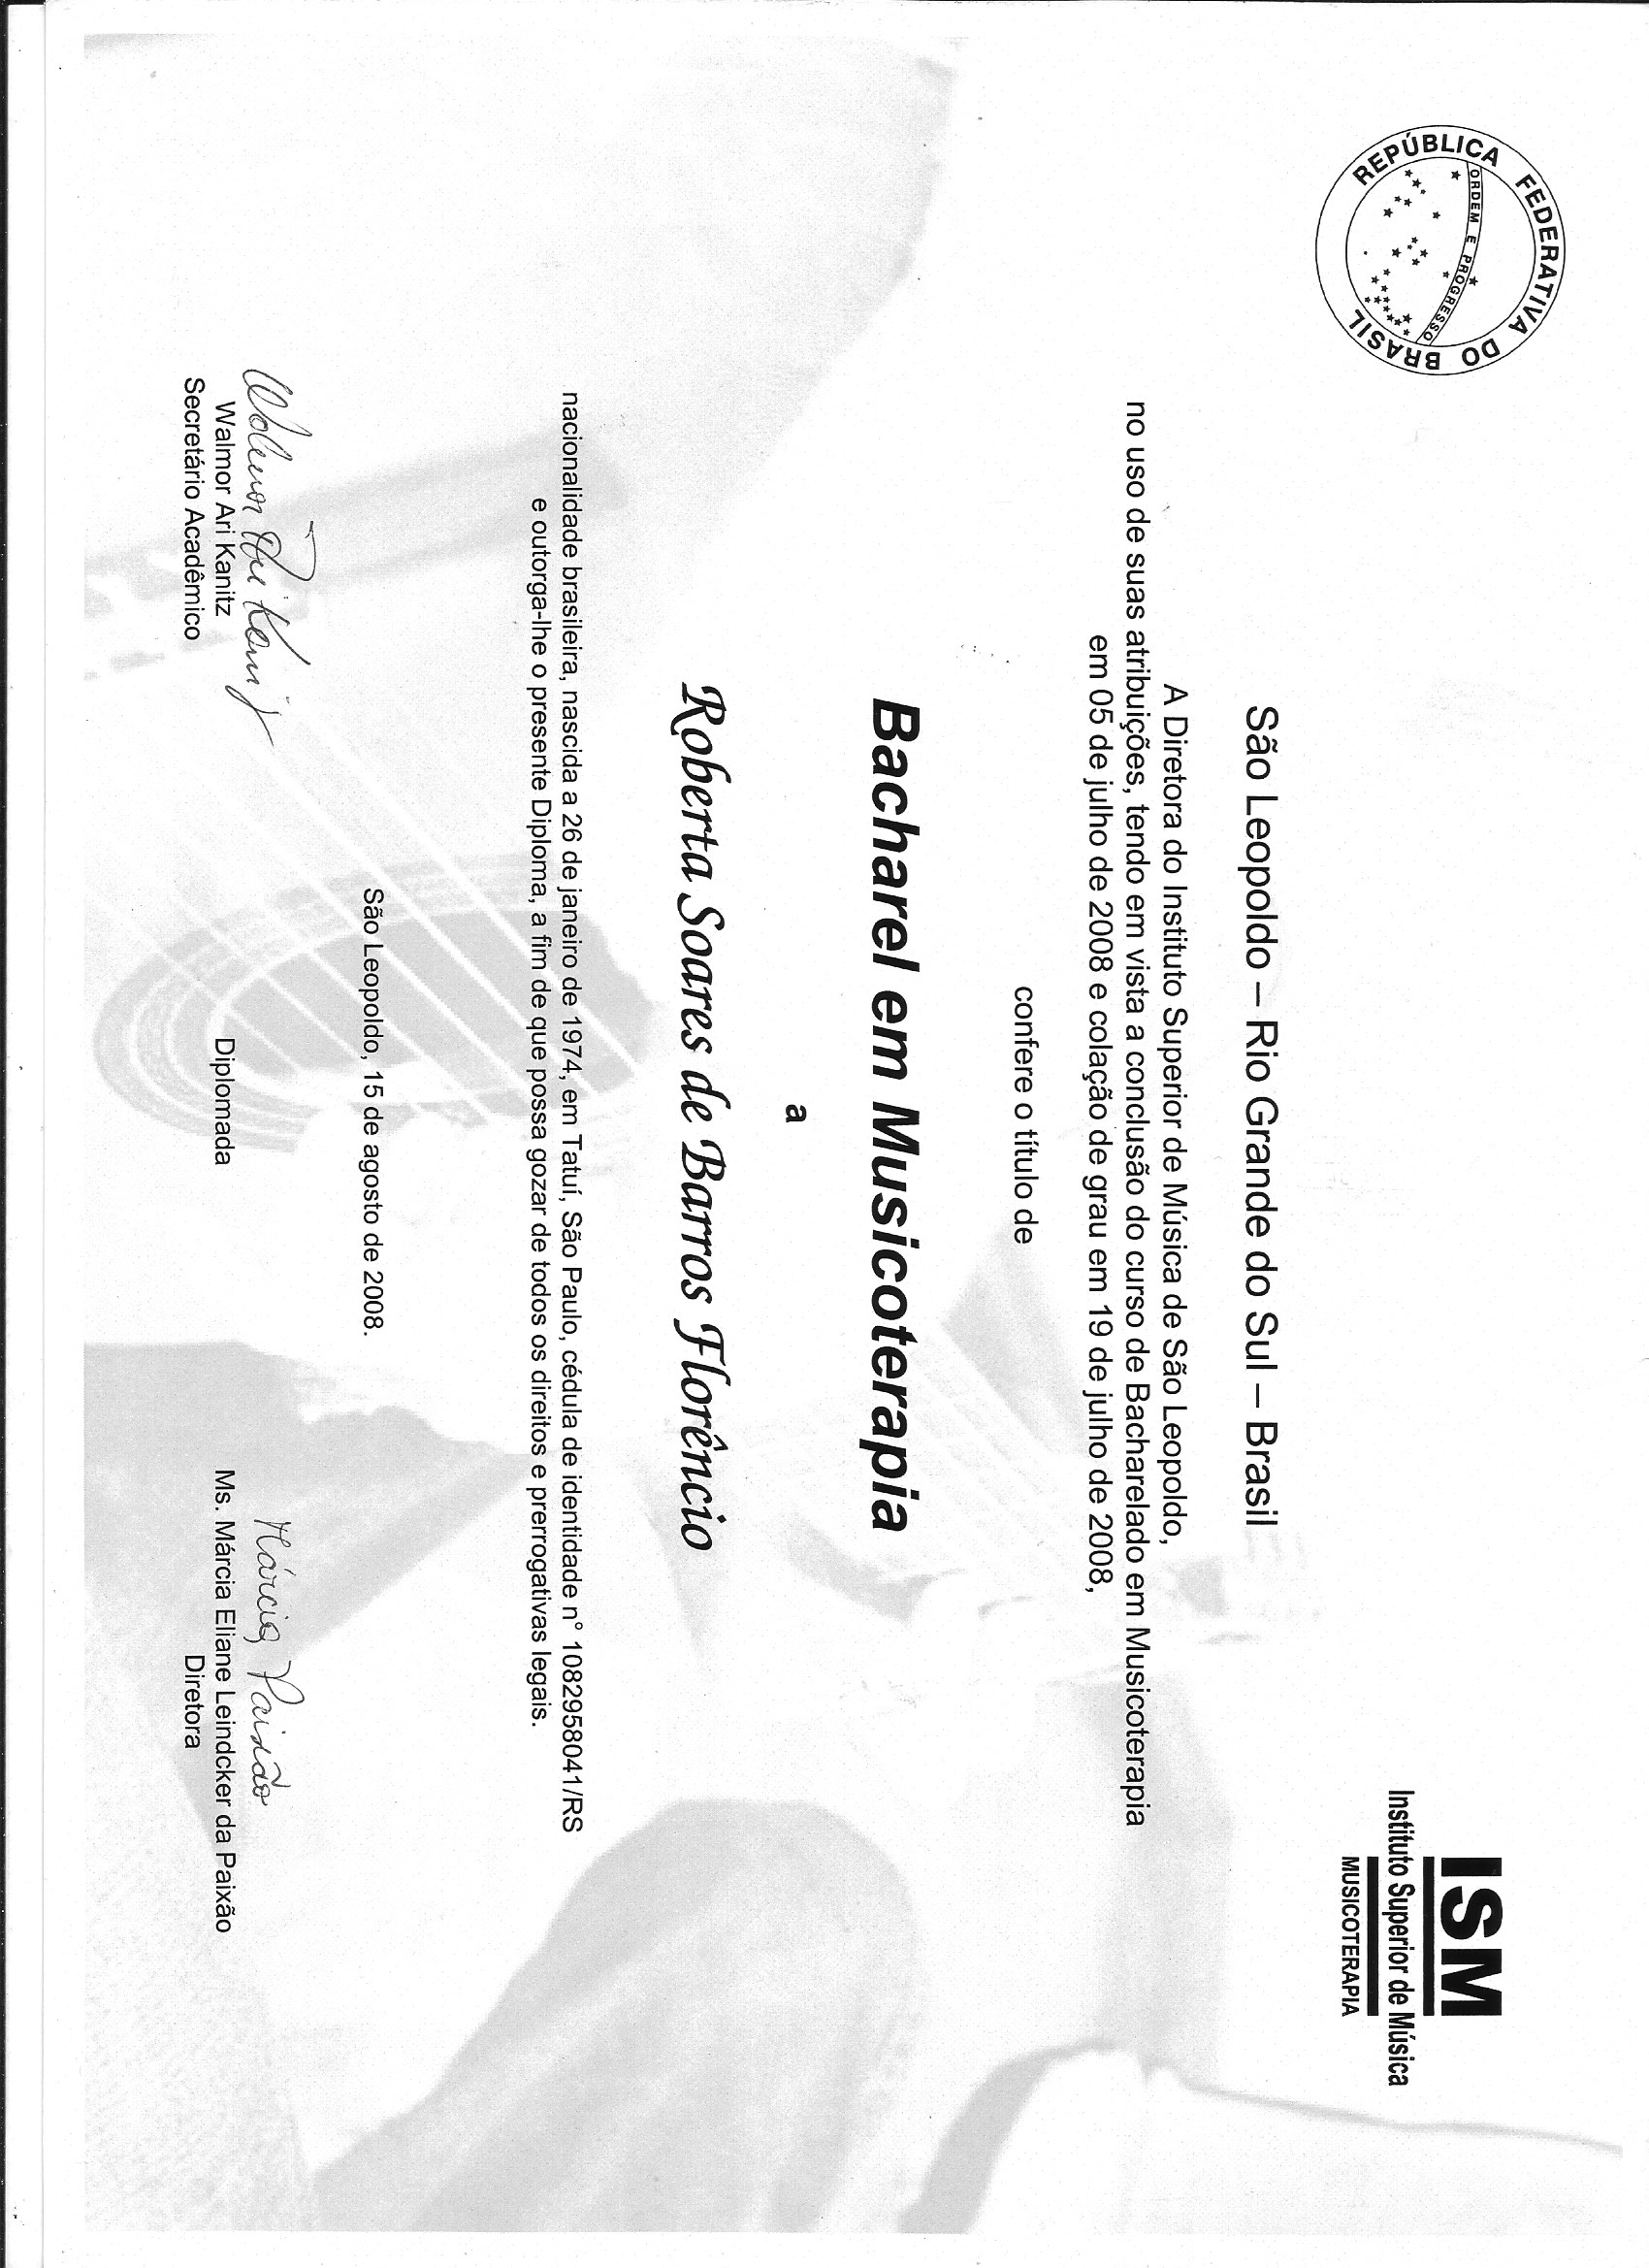 REPÚBLICA FEDERATIVA DO BRASIL
ORDEM E PROGRESSO
ISM
Instituto Superior de Música
MUSICOTERAPIA
São Leopoldo – Rio Grande do Sul – Brasil
A Diretora do Instituto Superior de Música de São Leopoldo,
no uso de suas atribuições, tendo em vista a conclusão do curso de Bacharelado em Musicoterapia
em 05 de julho de 2008 e colação de grau em 19 de julho de 2008,
confere o título de
Bacharel em Musicoterapia
a
Roberta Soares de Barros Florêncio
nacionalidade brasileira, nascida a 26 de janeiro de 1974, em Tatuí, São Paulo, cédula de identidade n° 1082958041/RS
e outorga-lhe o presente Diploma, a fim de que possa gozar de todos os direitos e prerrogativas legais.
São Leopoldo, 15 de agosto de 2008.
Walmor Ari Kanitz
Secretário Acadêmico
Diplomada
Márcia Paixão
Ms. Márcia Eliane Leindcker da Paixão
Diretora